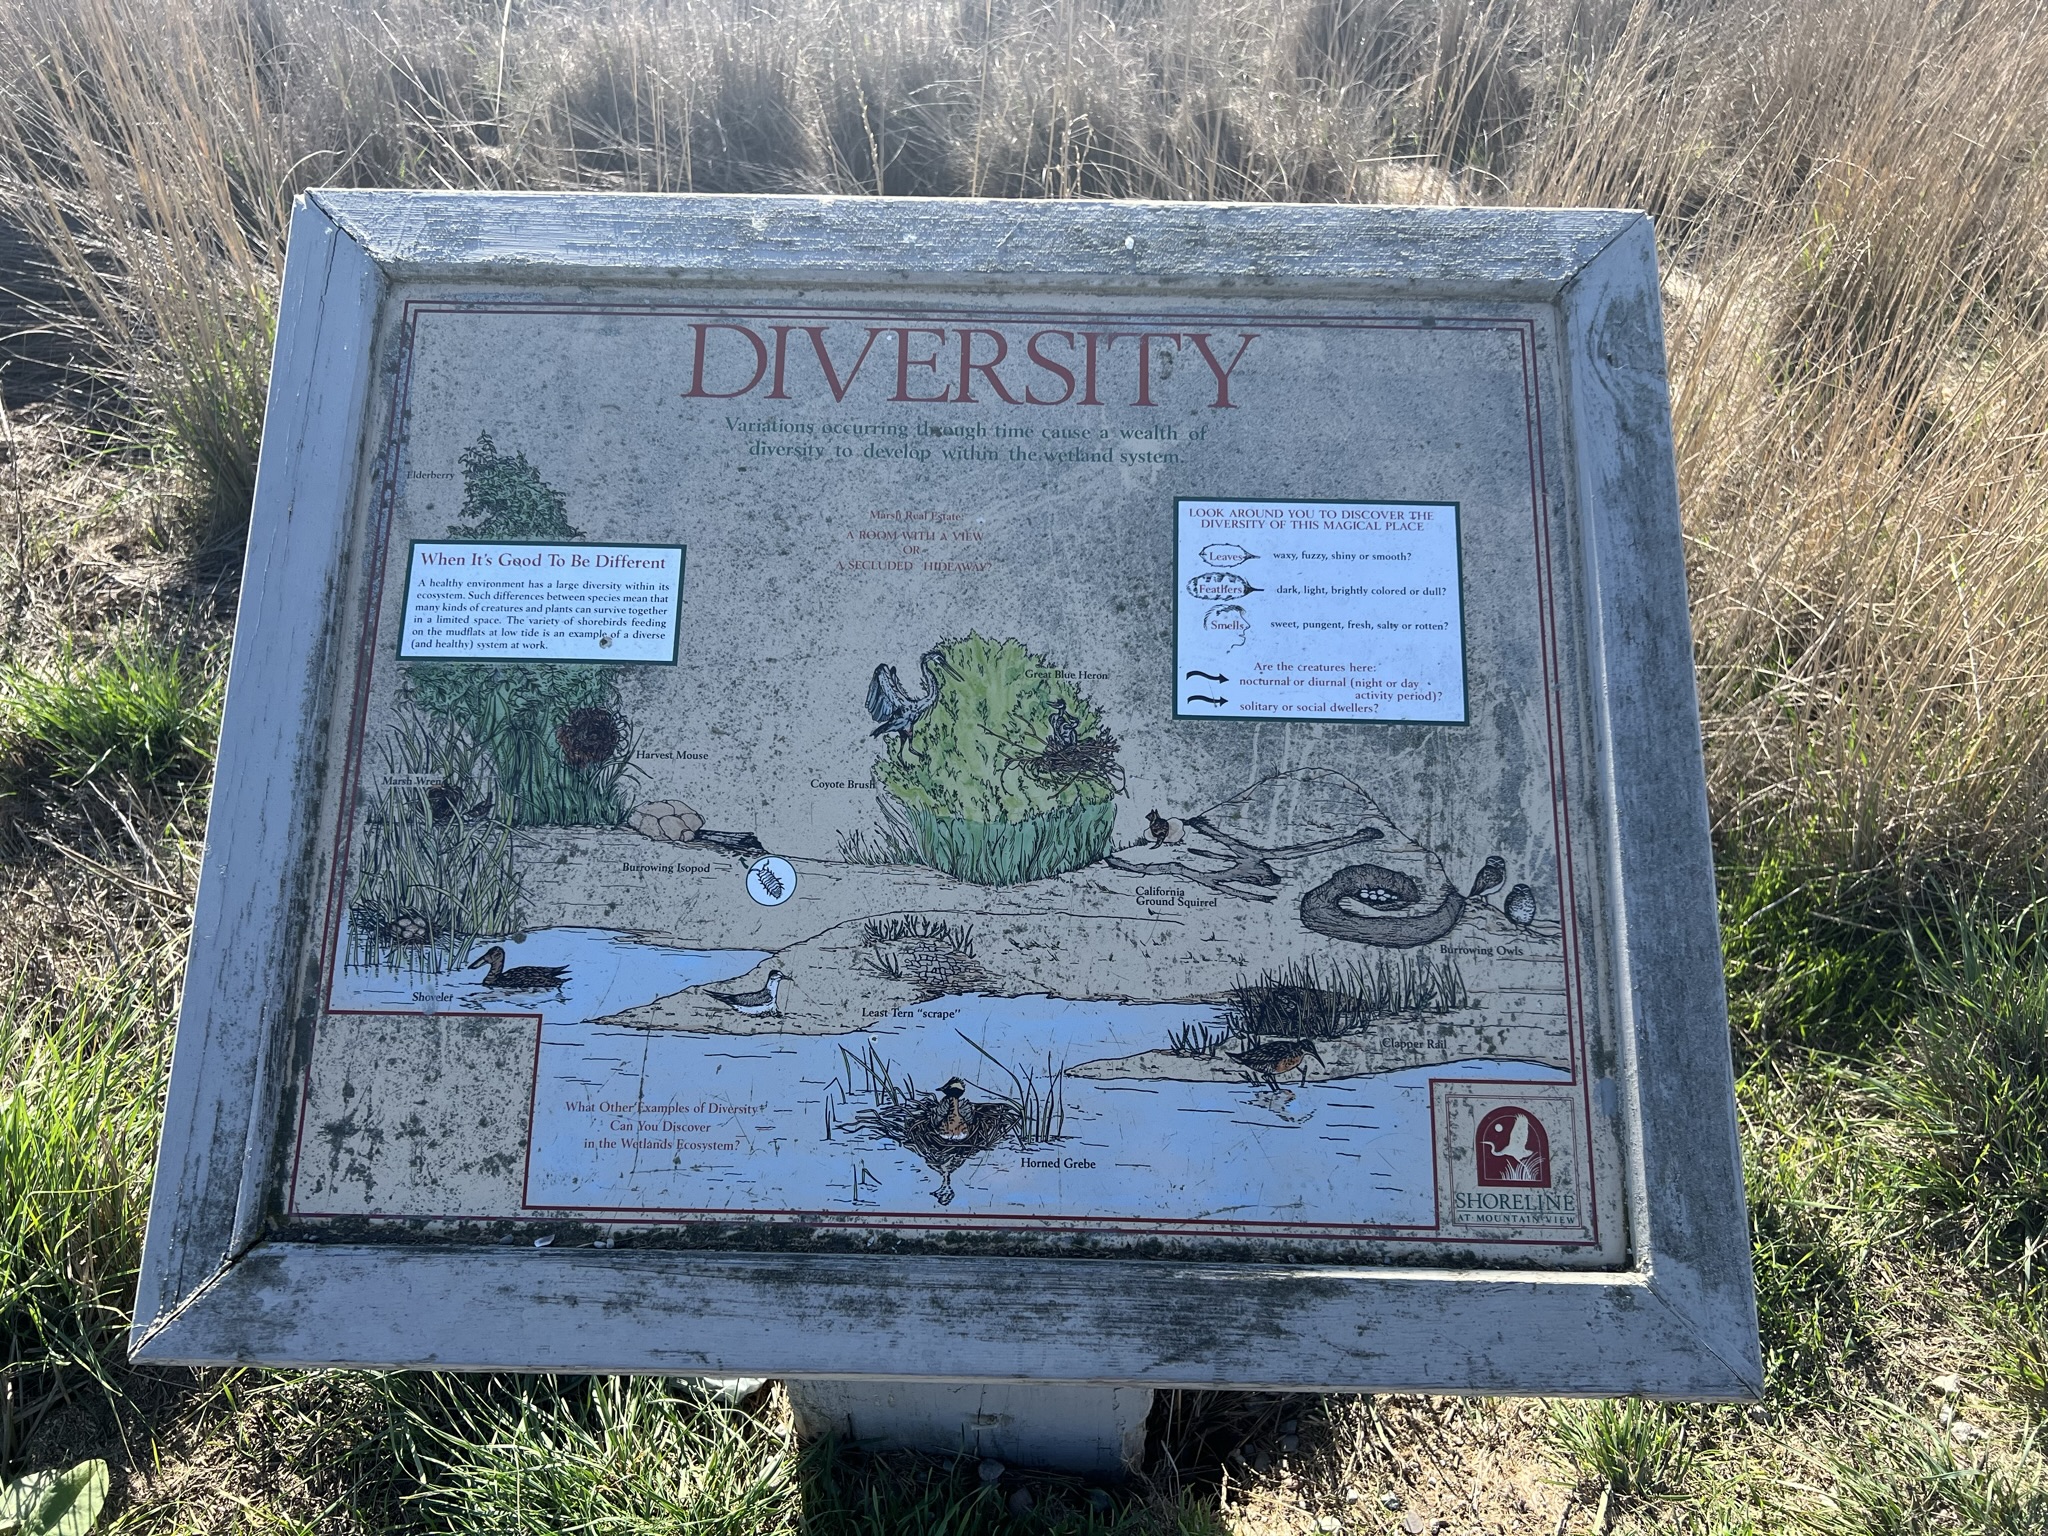 DIVERSITY
Variations occurring through time cause a wealth of
diversity to develop within the wetland system.
Elderberry
When It's Good To Be Different
A healthy environment has a large diversity within its
ecosystem. Such differences between species mean that
many kinds of creatures and plants can survive together
in a limited space. The variety of shorebirds feeding
on the mudflats at low tide is an example of a diverse
(and healthy) system at work.
Marsh Real Estate:
A ROOM WITH A VIEW
OR
A SECLUDED HIDEAWAY?
LOOK AROUND YOU TO DISCOVER THE
DIVERSITY OF THIS MAGICAL PLACE
Leaves waxy, fuzzy, shiny or smooth?
Feathers dark, light, brightly colored or dull?
Smells sweet, pungent, fresh, salty or rotten?
Are the creatures here:
nocturnal or diurnal (night or day
activity period)?
solitary or social dwellers?
Great Blue Heron
Harvest Mouse
Marsh Wren
Coyote Brush
Burrowing Isopod
California
Ground Squirrel
Burrowing Owls
Shoveler
Least Tern "scrape"
Clapper Rail
What Other Examples of Diversity
Can You Discover
in the Wetlands Ecosystem?
Horned Grebe
SHORELINE
AT MOUNTAIN VIEW